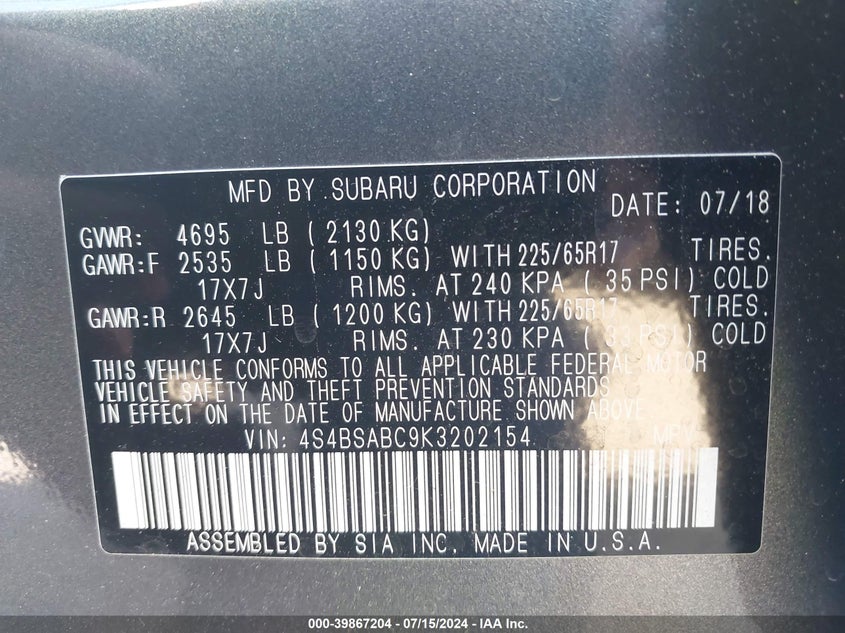 MFD BY SUBARU CORPORATION DATE: 07/18
GVWR: 4695 LB ( 2130 KG)
GAWR:F 2535 LB ( 1150 KG) WITH 225/65R17 TIRES.
17X7J RIMS. AT 240 KPA ( 35 PSI) COLD
GAWR:R 2645 LB ( 1200 KG) WITH 225/65R17 TIRES.
17X7J RIMS. AT 230 KPA ( 33 PSI) COLD
THIS VEHICLE CONFORMS TO ALL APPLICABLE FEDERAL MOTOR
VEHICLE SAFETY AND THEFT PREVENTION STANDARDS
IN EFFECT ON THE DATE OF MANUFACTURE SHOWN ABOVE.
VIN: 4S4BSABC9K3202154 MPV
ASSEMBLED BY SIA INC. MADE IN U.S.A.
000-39867204 - 07/15/2024 - IAA Inc.